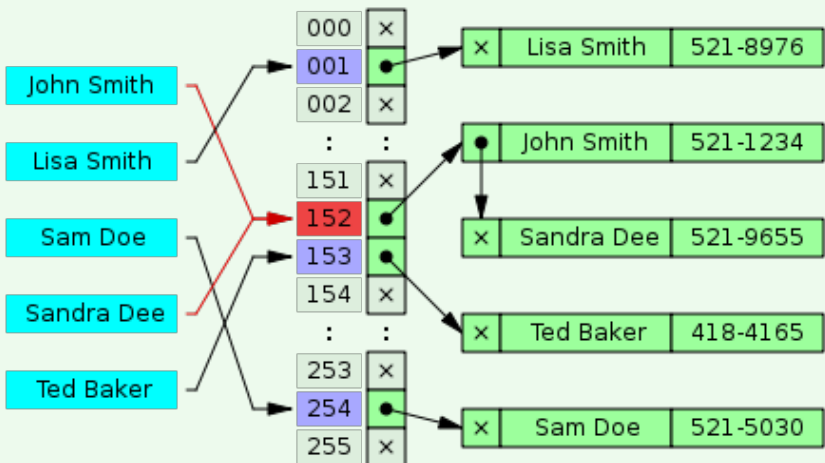 John Smith
Lisa Smith
Sam Doe
Sandra Dee
Ted Baker
000 ×
001
002 ×
: :
151 ×
152
153
154 ×
: :
253 ×
254
255 ×
× Lisa Smith 521-8976
John Smith 521-1234
× Sandra Dee 521-9655
× Ted Baker 418-4165
× Sam Doe 521-5030